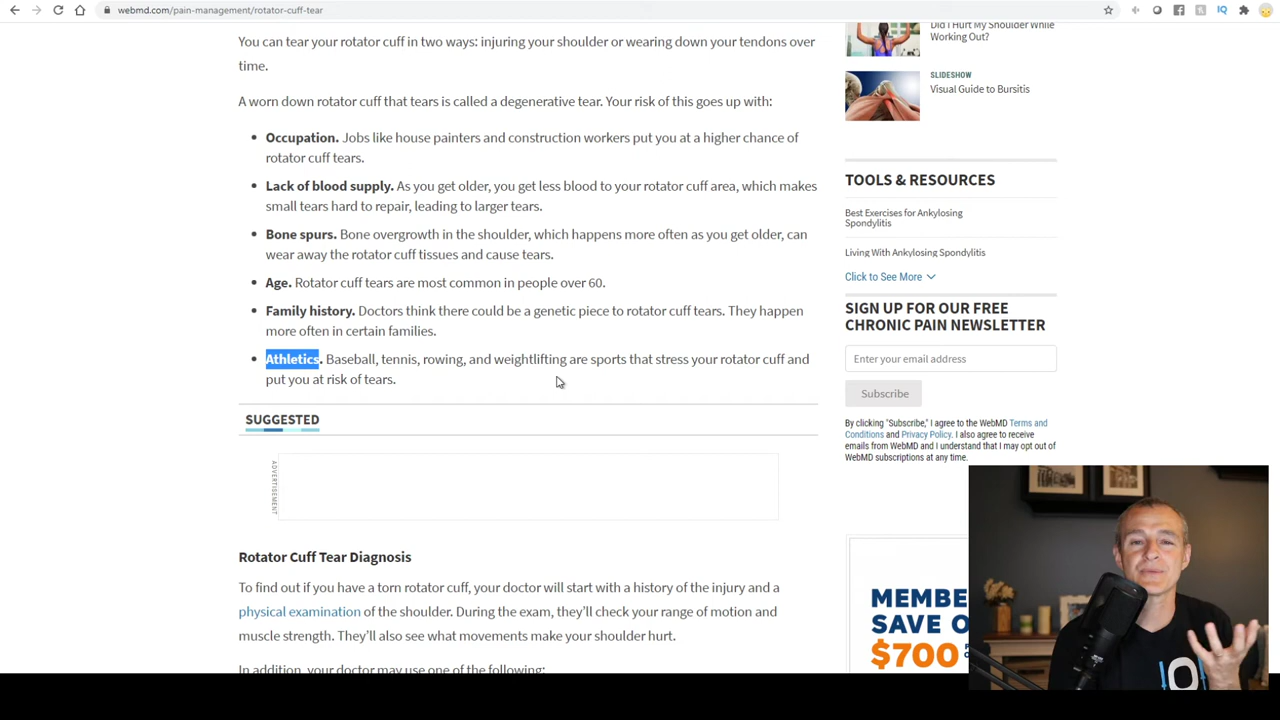 webmd.com/pain-management/rotator-cuff-tear
You can tear your rotator cuff in two ways: injuring your shoulder or wearing down your tendons over
time.
A worn down rotator cuff that tears is called a degenerative tear. Your risk of this goes up with:
Occupation. Jobs like house painters and construction workers put you at a higher chance of
rotator cuff tears.
Lack of blood supply. As you get older, you get less blood to your rotator cuff area, which makes
small tears hard to repair, leading to larger tears.
Bone spurs. Bone overgrowth in the shoulder, which happens more often as you get older, can
wear away the rotator cuff tissues and cause tears.
Age. Rotator cuff tears are most common in people over 60.
Family history. Doctors think there could be a genetic piece to rotator cuff tears. They happen
more often in certain families.
Athletics. Baseball, tennis, rowing, and weightlifting are sports that stress your rotator cuff and
put you at risk of tears.
SUGGESTED
ADVERTISEMENT
Rotator Cuff Tear Diagnosis
To find out if you have a torn rotator cuff, your doctor will start with a history of the injury and a
physical examination of the shoulder. During the exam, they'll check your range of motion and
muscle strength. They'll also see what movements make your shoulder hurt.
In addition, your doctor may use one of the following:
Did I Hurt My Shoulder While
Working Out?
SLIDESHOW
Visual Guide to Bursitis
TOOLS & RESOURCES
Best Exercises for Ankylosing
Spondylitis
Living With Ankylosing Spondylitis
Click to See More
SIGN UP FOR OUR FREE
CHRONIC PAIN NEWSLETTER
Enter your email address
Subscribe
By clicking "Subscribe," I agree to the WebMD Terms and
Conditions and Privacy Policy. I also agree to receive
emails from WebMD and I understand that I may opt out of
WebMD subscriptions at any time.
MEMBE
SAVE O
$700
IQ